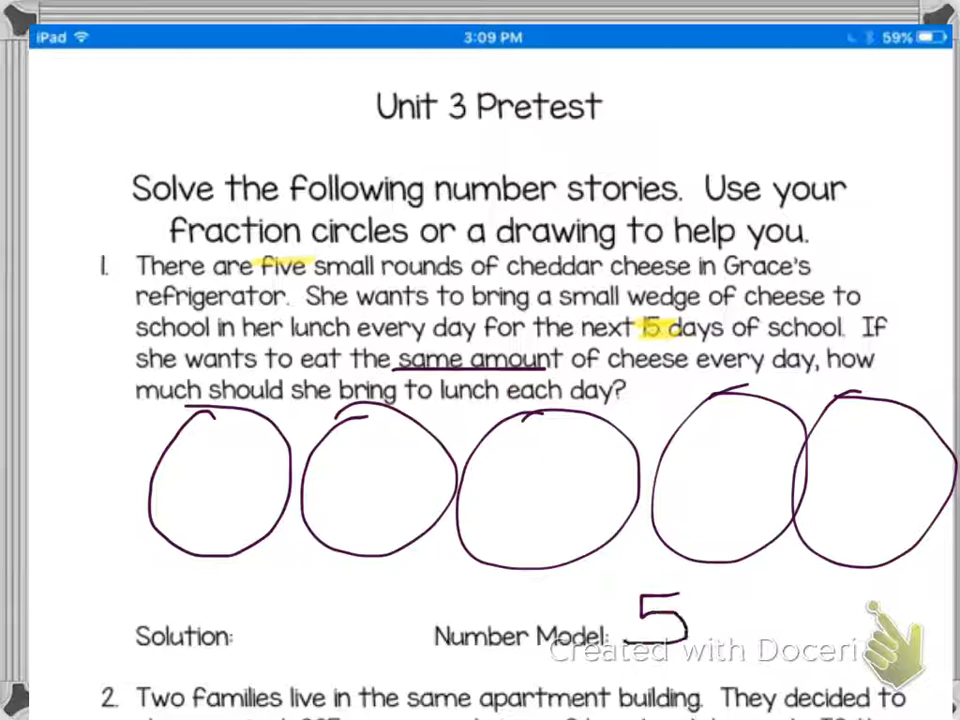 iPad 3:09 PM 59%
Unit 3 Pretest
Solve the following number stories. Use your
fraction circles or a drawing to help you.
1. There are five small rounds of cheddar cheese in Grace's
refrigerator. She wants to bring a small wedge of cheese to
school in her lunch every day for the next 15 days of school. If
she wants to eat the same amount of cheese every day, how
much should she bring to lunch each day?
Solution: Number Model: 5
Created with Doceri
2. Two families live in the same apartment building. They decided to